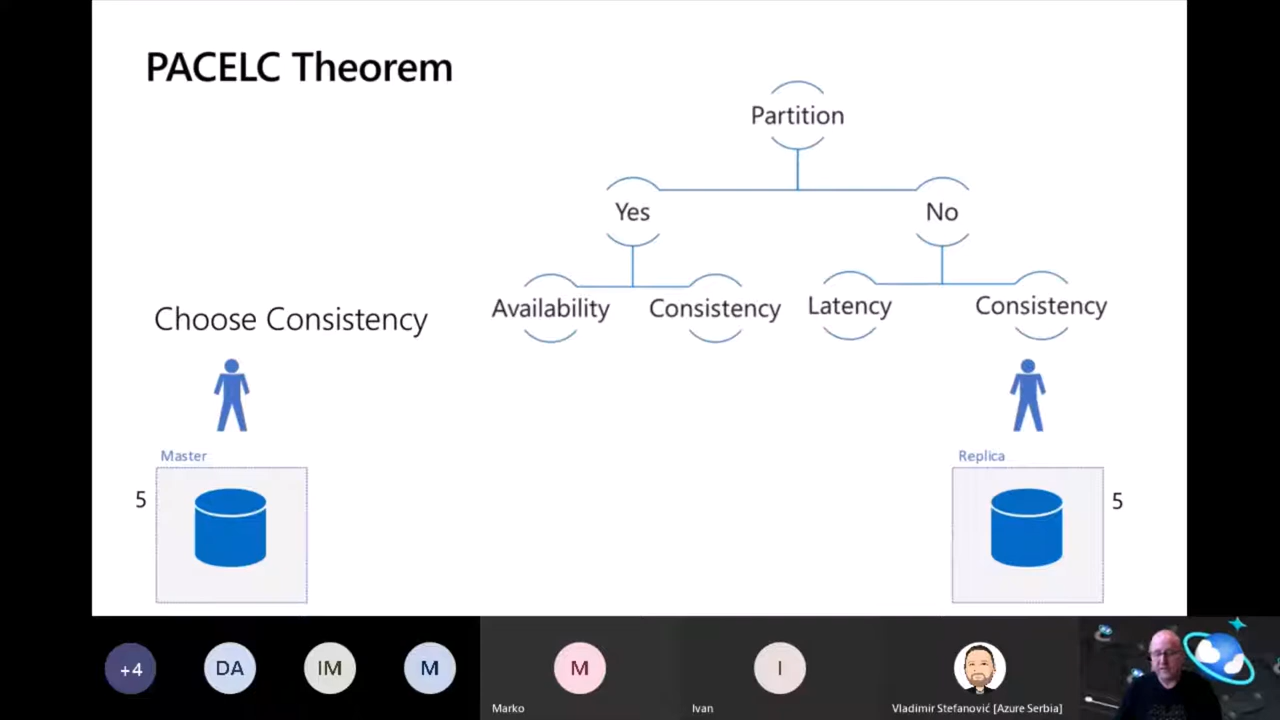 PACELC Theorem
Partition
Yes
No
Availability
Consistency
Latency
Consistency
Choose Consistency
Master
Replica
5
5
+4
DA
IM
M
M
I
Marko
Ivan
Vladimir Stefanović [Azure Serbia]